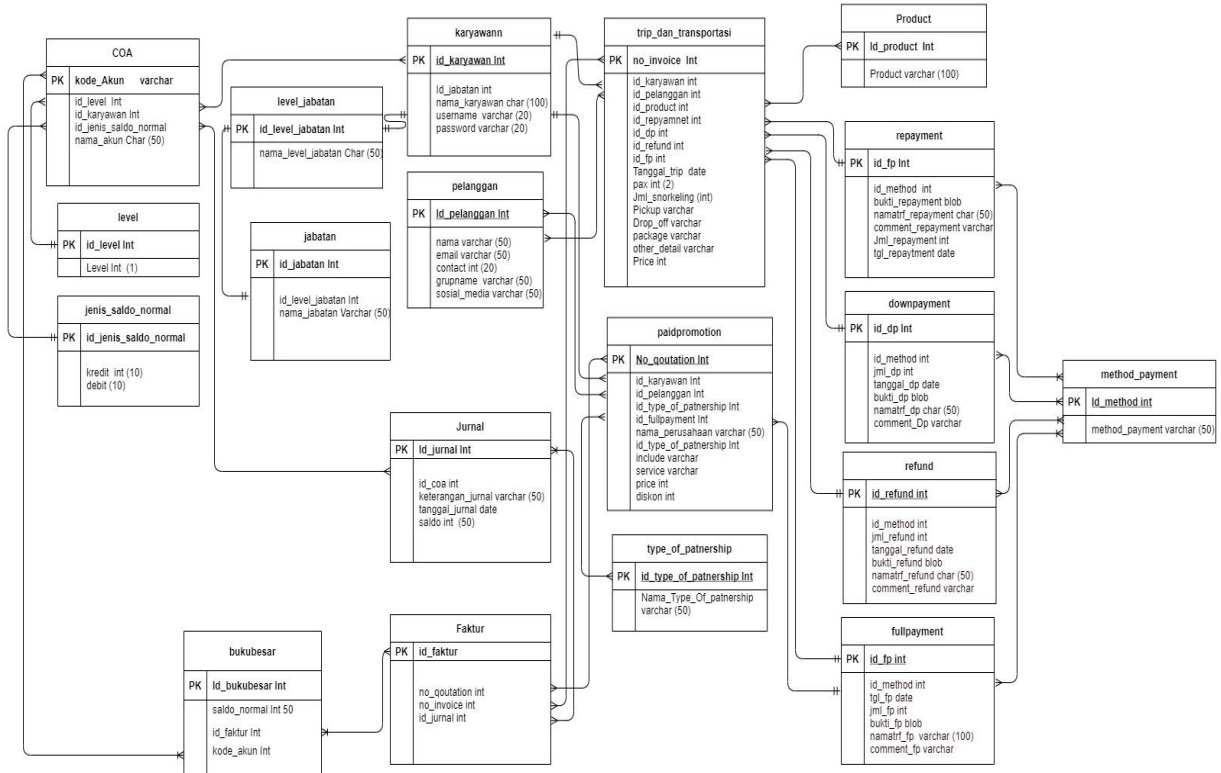 COA
PK kode_Akun varchar
id_level Int
id_karyawan Int
id_jenis_saldo_normal
nama_akun Char (50)
level
PK id_level Int
Level Int (1)
jenis_saldo_normal
PK id_jenis_saldo_normal
kredit int (10)
debit (10)
level_jabatan
PK id_level_jabatan Int
nama_level_jabatan Char (50)
jabatan
PK id_jabatan Int
id_level_jabatan Int
nama_jabatan Varchar (50)
bukubesar
PK Id_bukubesar Int
saldo_normal Int 50
id_faktur Int
kode_akun Int
karyawann
PK id_karyawan Int
Id_jabatan int
nama_karyawan char (100)
username varchar (20)
password varchar (20)
pelanggan
PK Id_pelanggan Int
nama varchar (50)
email varchar (50)
contact int (20)
grupname varchar (50)
sosial_media varchar (50)
Jurnal
PK Id_jurnal Int
id_coa int
keterangan_jurnal varchar (50)
tanggal_jurnal date
saldo int (50)
Faktur
PK id_faktur
no_qoutation int
no_invoice int
id_jurnal int
trip_dan_transportasi
PK no_invoice Int
id_karyawan int
id_pelanggan int
id_product int
id_repyamnet int
id_dp int
id_refund int
id_fp int
Tanggal_trip date
pax int (2)
Jml_snorkeling (int)
Pickup varchar
Drop_off varchar
package varchar
other_detail varchar
Price int
paidpromotion
PK No_qoutation Int
id_karyawan Int
id_pelanggan Int
id_type_of_patnership Int
id_fullpayment Int
nama_perusahaan varchar (50)
id_type_of_patnership Int
include varchar
service varchar
price int
diskon int
type_of_patnership
PK id_type_of_patnership Int
Nama_Type_Of_patnership
varchar (50)
Product
PK Id_product Int
Product varchar (100)
repayment
PK id_fp Int
id_method int
bukti_repayment blob
namatrf_repayment char (50)
comment_repayment varchar
Jml_repayment int
tgl_repaytment date
downpayment
PK id_dp Int
id_method int
jml_dp int
tanggal_dp date
bukti_dp blob
namatrf_dp char (50)
comment_Dp varchar
refund
PK id_refund int
id_method int
jml_refund int
tanggal_refund date
bukti_refund blob
namatrf_refund char (50)
comment_refund varchar
fullpayment
PK id_fp int
id_method int
tgl_fp date
jml_fp int
bukti_fp blob
namatrf_fp varchar (100)
comment_fp varchar
method_payment
PK Id_method int
method_payment varchar (50)